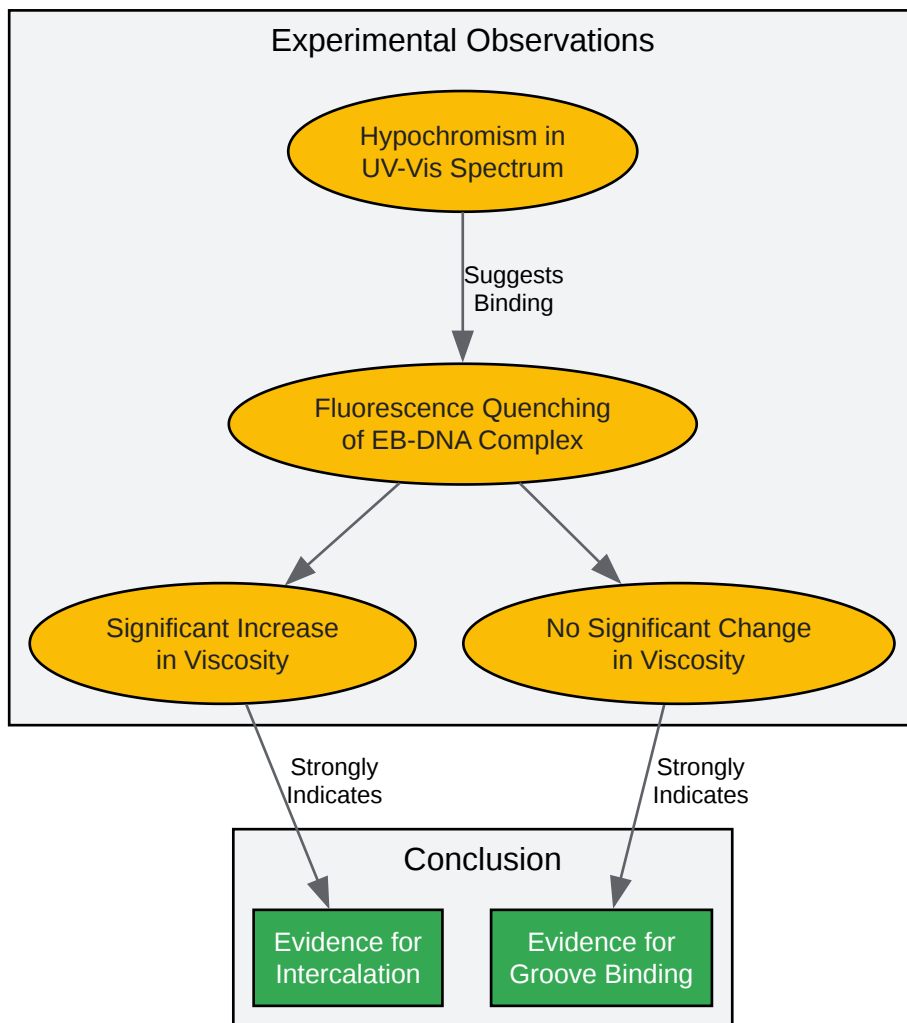 Experimental Observations
Hypochromism in
UV-Vis Spectrum
Suggests
Binding
Fluorescence Quenching
of EB-DNA Complex
Significant Increase
in Viscosity
No Significant Change
in Viscosity
Strongly
Indicates
Strongly
Indicates
Conclusion
Evidence for
Intercalation
Evidence for
Groove Binding